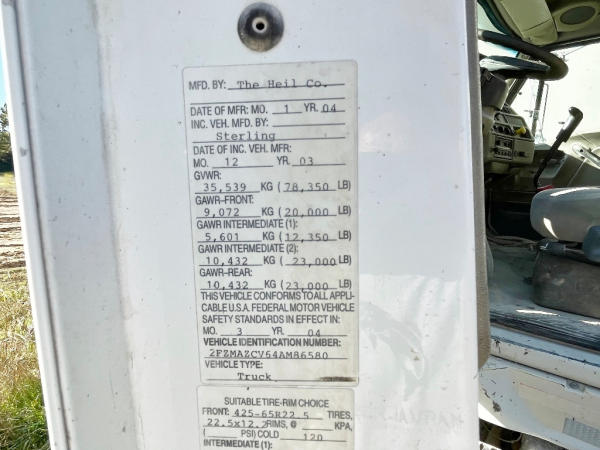 MFD. BY: The Heil Co.
DATE OF MFR: MO. 1 YR. 04
INC. VEH. MFD. BY:
Sterling
DATE OF INC. VEH. MFR:
MO. 12 YR. 03
GVWR:
35,539 KG ( 78,350 LB)
GAWR-FRONT:
9,072 KG ( 20,000 LB)
GAWR INTERMEDIATE (1):
5,601 KG ( 12,350 LB)
GAWR INTERMEDIATE (2):
10,432 KG ( 23,000 LB)
GAWR-REAR:
10,432 KG ( 23,000 LB)
THIS VEHICLE CONFORMS TO ALL APPLI-
CABLE U.S.A. FEDERAL MOTOR VEHICLE
SAFETY STANDARDS IN EFFECT IN:
MO. 3 YR. 04
VEHICLE IDENTIFICATION NUMBER:
2FZMAZCV64AM86580
VEHICLE TYPE:
Truck
SUITABLE TIRE-RIM CHOICE
FRONT: 425-65R22.5 TIRES,
22.5x12.2 RIMS, @ KPA,
( PSI) COLD 120
INTERMEDIATE (1):